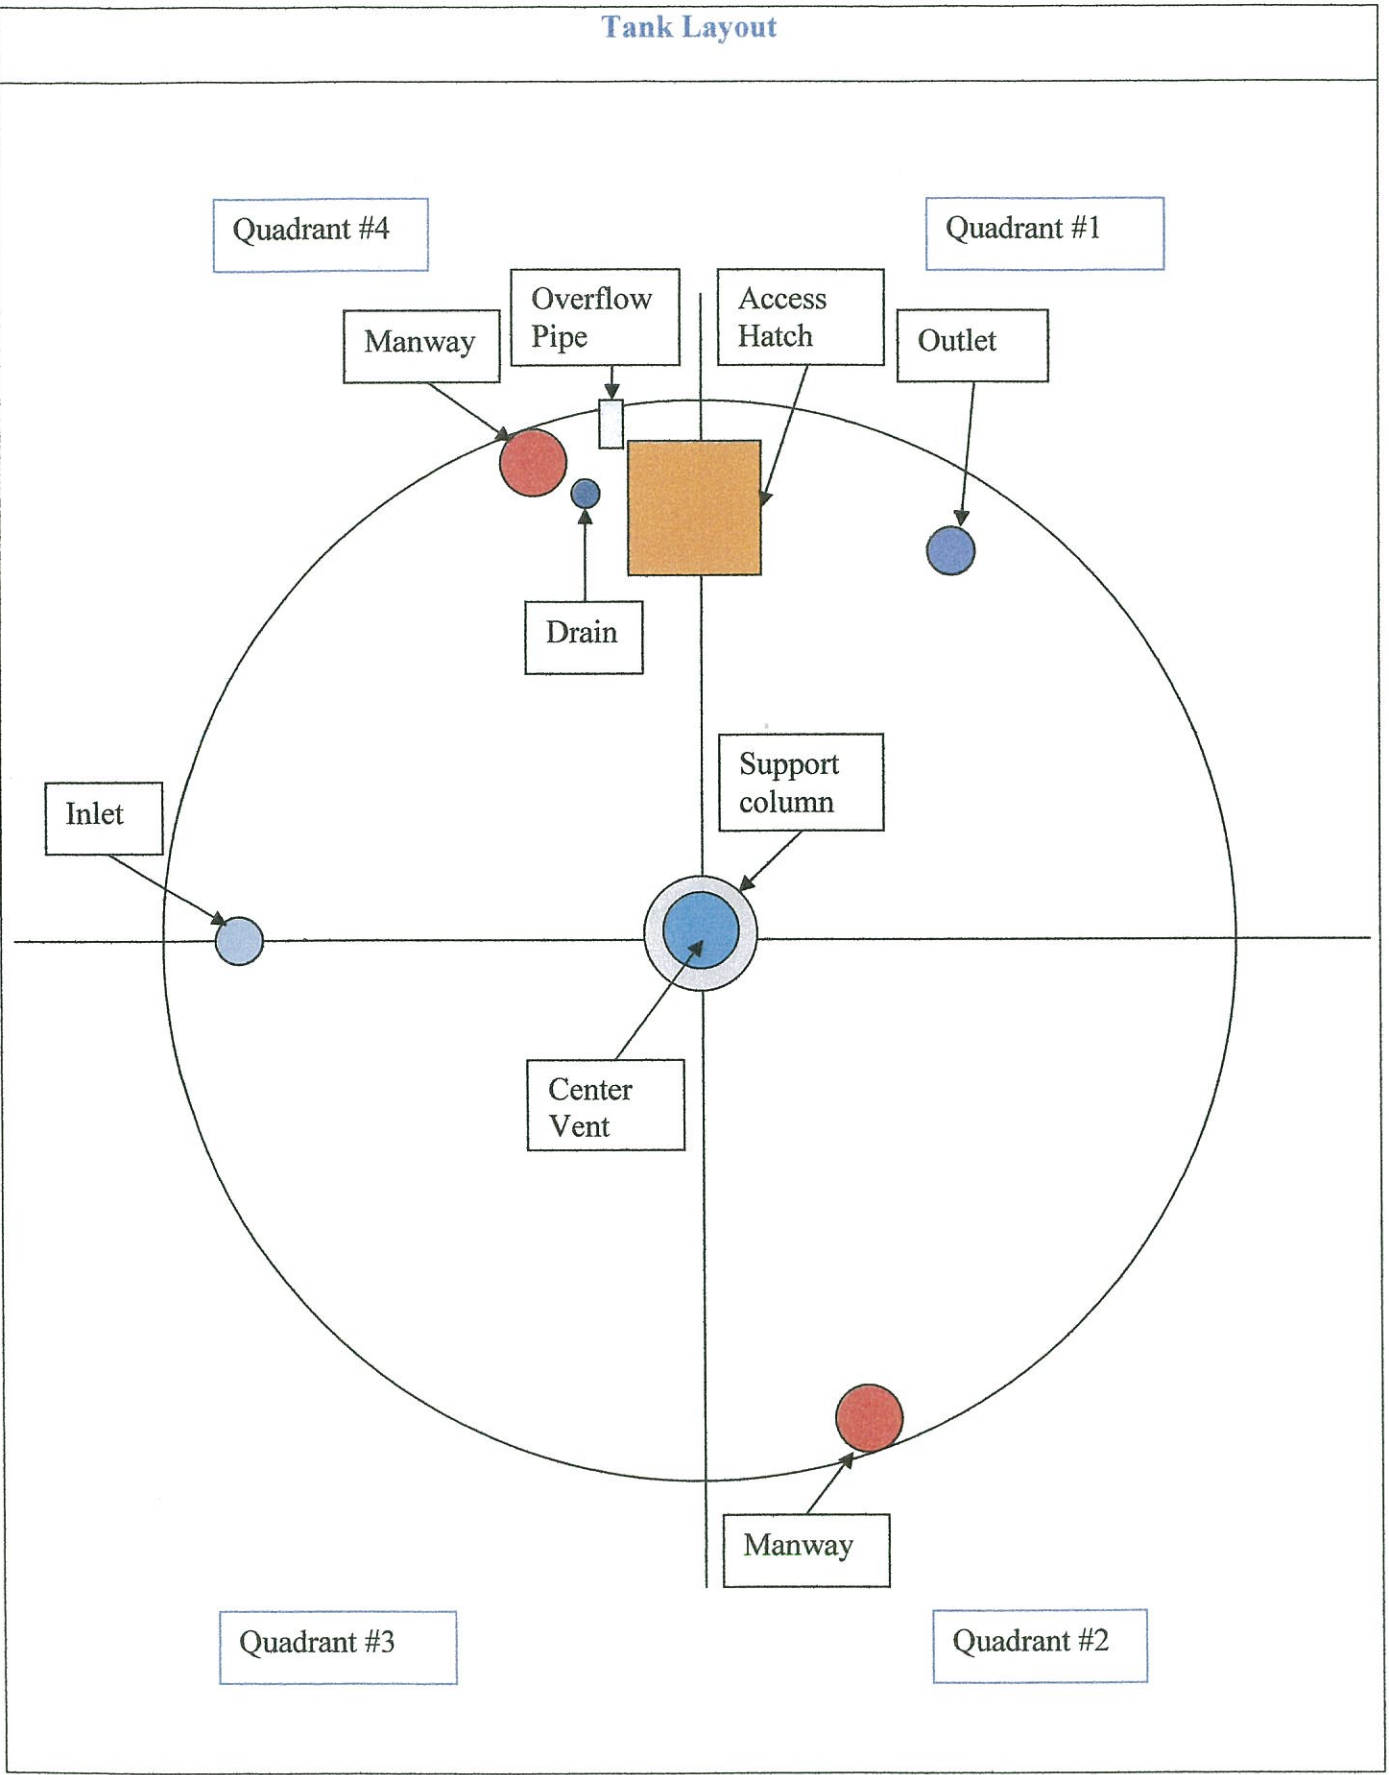 Tank Layout
Quadrant #4
Quadrant #1
Overflow
Pipe
Access
Hatch
Manway
Outlet
Drain
Support
column
Inlet
Center
Vent
Manway
Quadrant #3
Quadrant #2